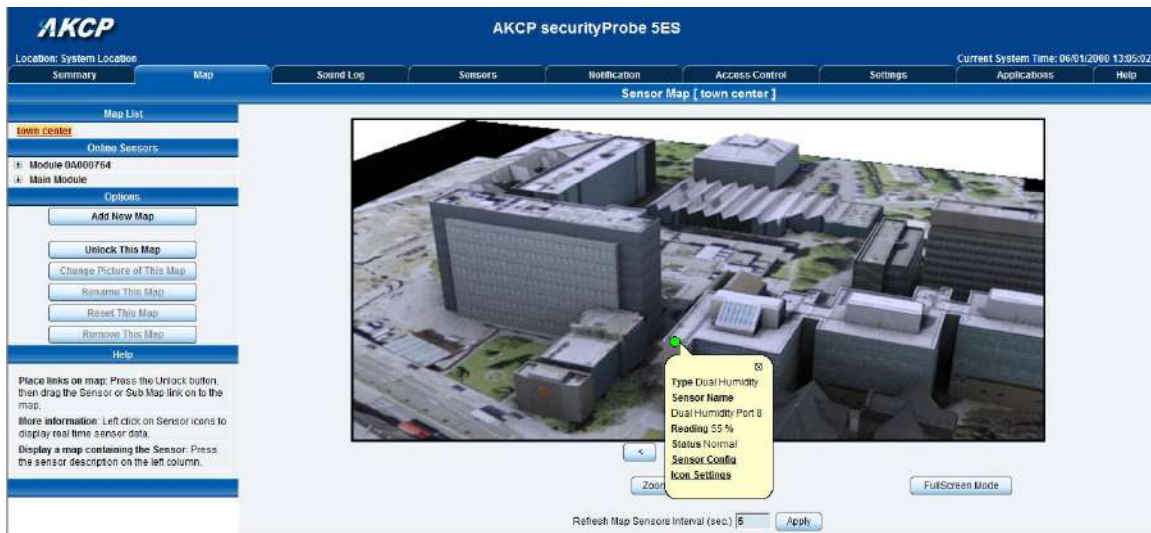 AKCP
AKCP securityProbe 5ES
Location: System Location
Current System Time: 06/01/2000 13:05:02
Summary
Map
Sound Log
Sensors
Notification
Access Control
Settings
Applications
Help
Sensor Map [ town center ]
Map List
town center
Online Sensors
Module 0A000764
Main Module
Options
Add New Map
Unlock This Map
Change Picture of This Map
Rename This Map
Reset This Map
Remove This Map
Help
Place links on map: Press the Unlock button,
then drag the Sensor or Sub Map link on to the
map.
More information: Left click on Sensor icons to
display real time sensor data.
Display a map containing the Sensor: Press
the sensor description on the left column.
Type Dual Humidity
Sensor Name
Dual Humidity Port 8
Reading 55 %
Status Normal
Sensor Config
Icon Settings
<
Zoom
FullScreen Mode
Refresh Map Sensors Interval (sec.) 5 Apply